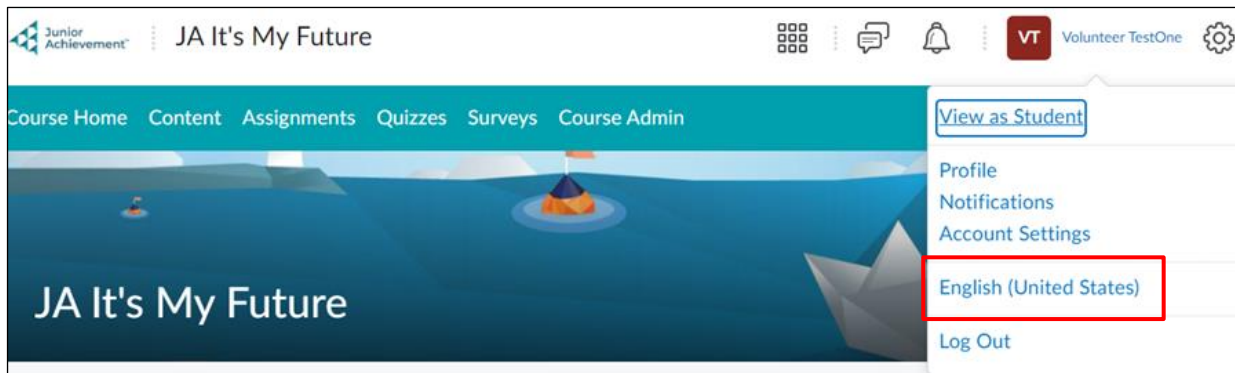 Junior
Achievement™
JA It's My Future
VT
Volunteer TestOne
Course Home Content Assignments Quizzes Surveys Course Admin
View as Student
Profile
Notifications
Account Settings
English (United States)
Log Out
JA It's My Future